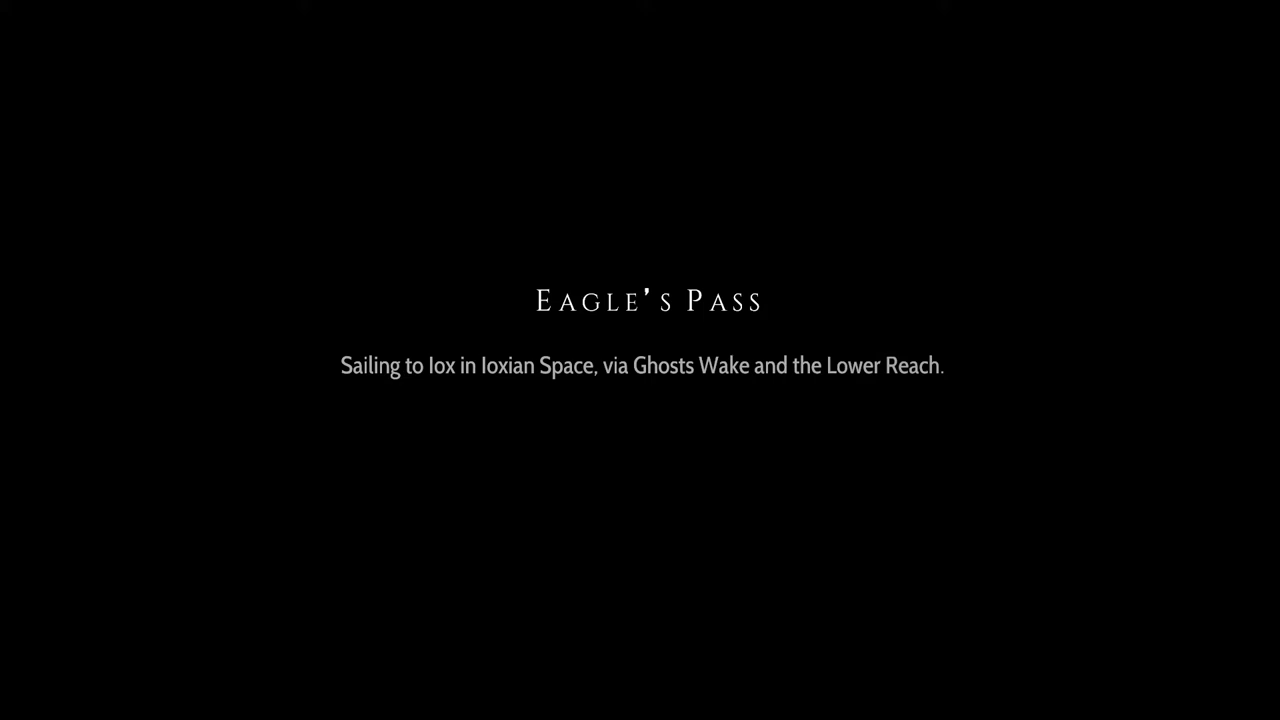 Eagle's Pass
Sailing to Iox in Ioxian Space, via Ghosts Wake and the Lower Reach.